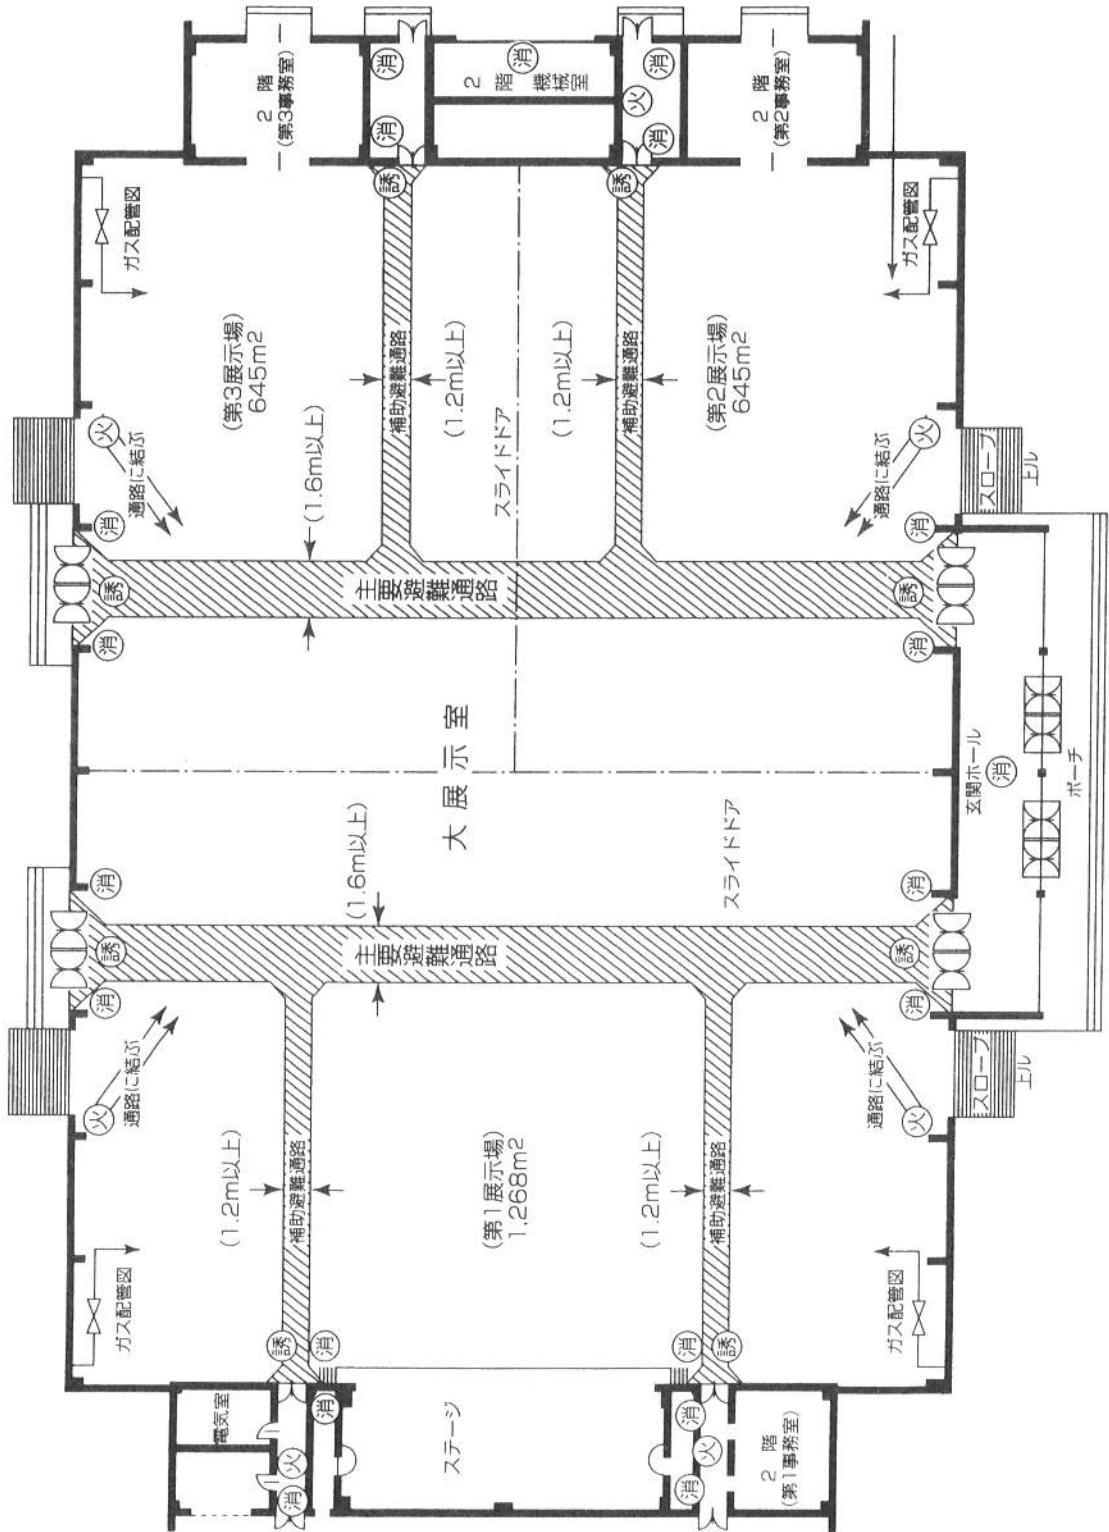 電気室
消
火
消
ステージ
消
火
消
2階
(第1事務室)
ガス配管図
誘
消
消
誘
ガス配管図
火
通路に結ぶ
(1.2m以上)
補助避難通路
(第1展示場)
1,268m2
(1.2m以上)
補助避難通路
火
通路に結ぶ
スロープ
上ル
消
誘
消
主要避難通路
(1.6m以上)
消
誘
消
大展示室
スライドドア
玄関ホール
消
ポーチ
消
誘
消
主要避難通路
(1.6m以上)
消
誘
消
火
通路に結ぶ
(第3展示場)
645m2
補助避難通路
(1.2m以上)
スライドドア
(1.2m以上)
補助避難通路
(第2展示場)
645m2
火
通路に結ぶ
スロープ
上ル
ガス配管図
誘
誘
ガス配管図
2階
(第3事務室)
消
消
2階機械室
消
消
火
消
2階
(第2事務室)